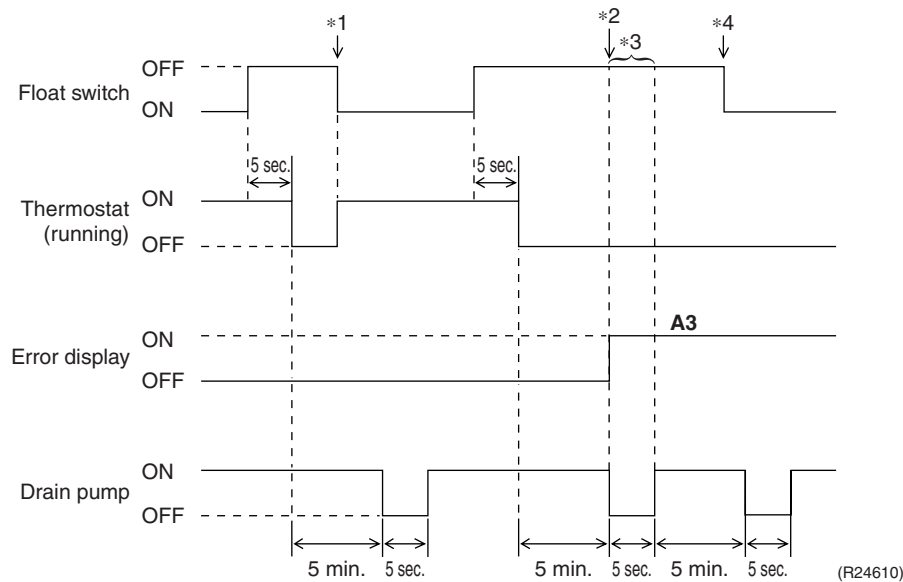 *1
*2
*3
*4
OFF
Float switch
ON
5 sec.
5 sec.
ON
Thermostat
(running)
OFF
A3
ON
Error display
OFF
ON
Drain pump
OFF
5 min.
5 sec.
5 min.
5 sec.
5 min.
5 sec.
(R24610)